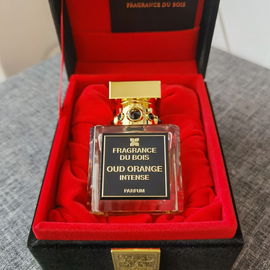 FRAGRANCE DU BOIS
FRAGRANCE
DU BOIS
OUD ORANGE
INTENSE
PARFUM